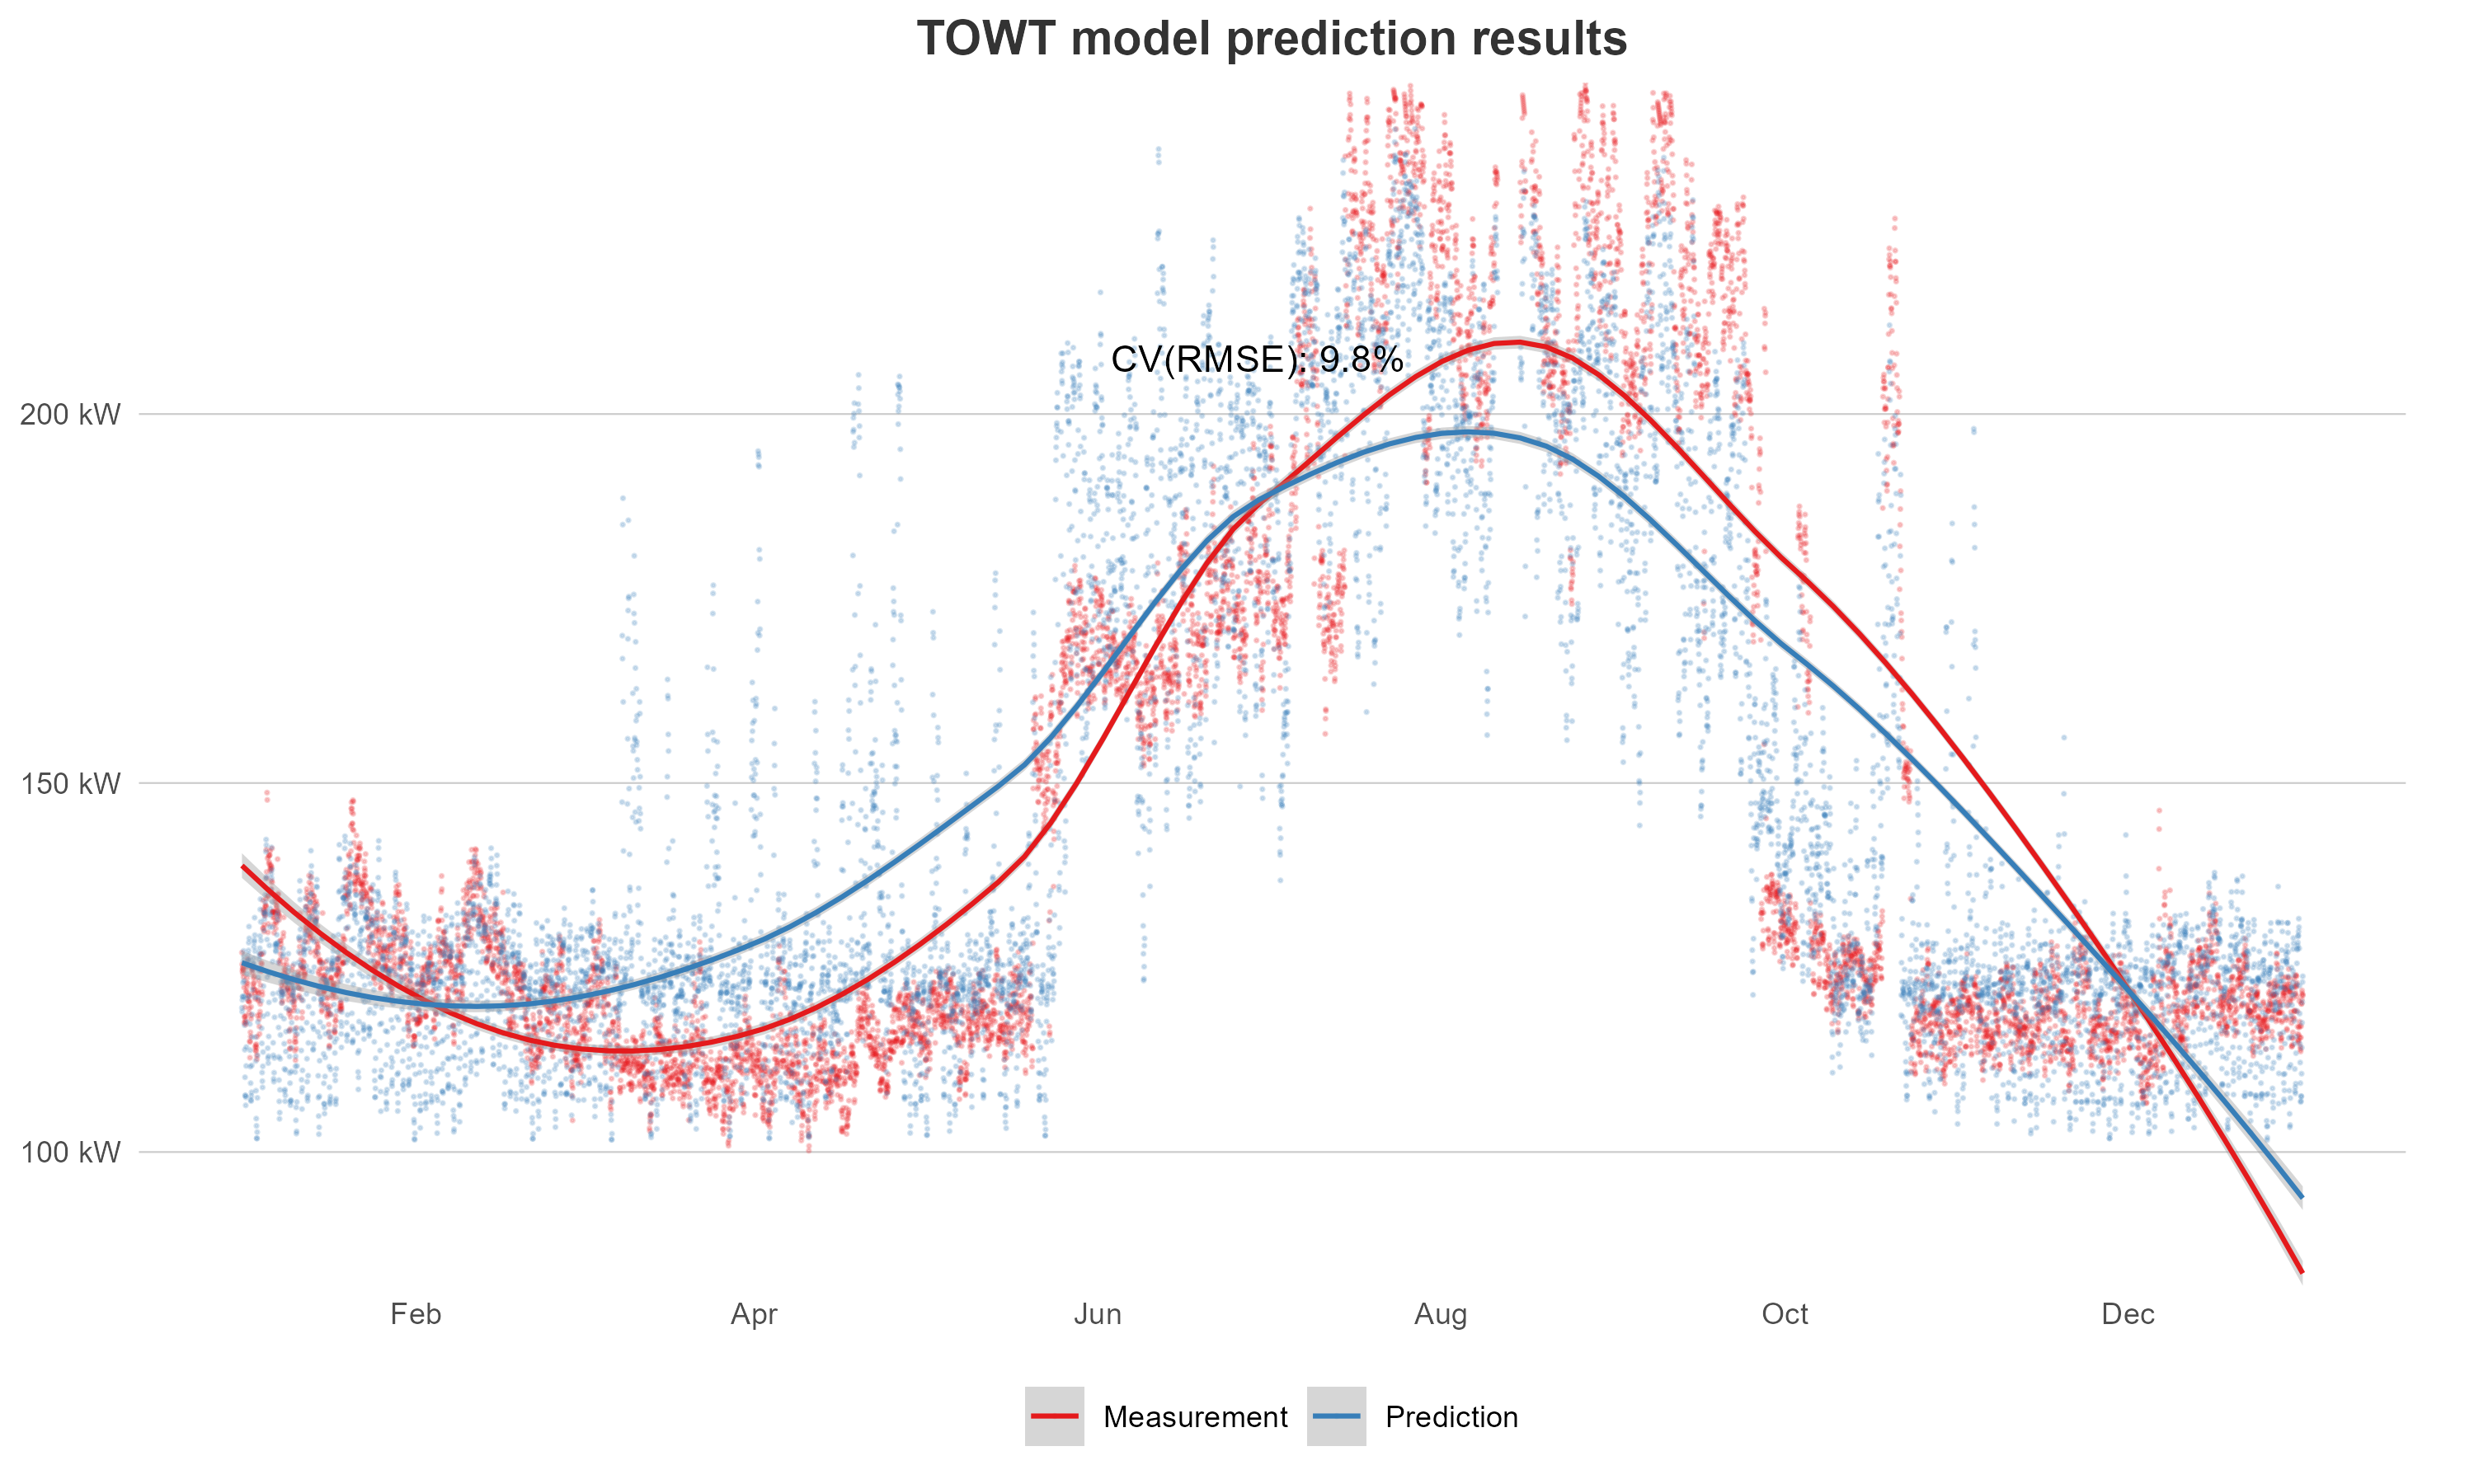 TOWT model prediction results
CV(RMSE): 9.8%
200 kW
150 kW
100 kW
Feb Apr Jun Aug Oct Dec
Measurement Prediction